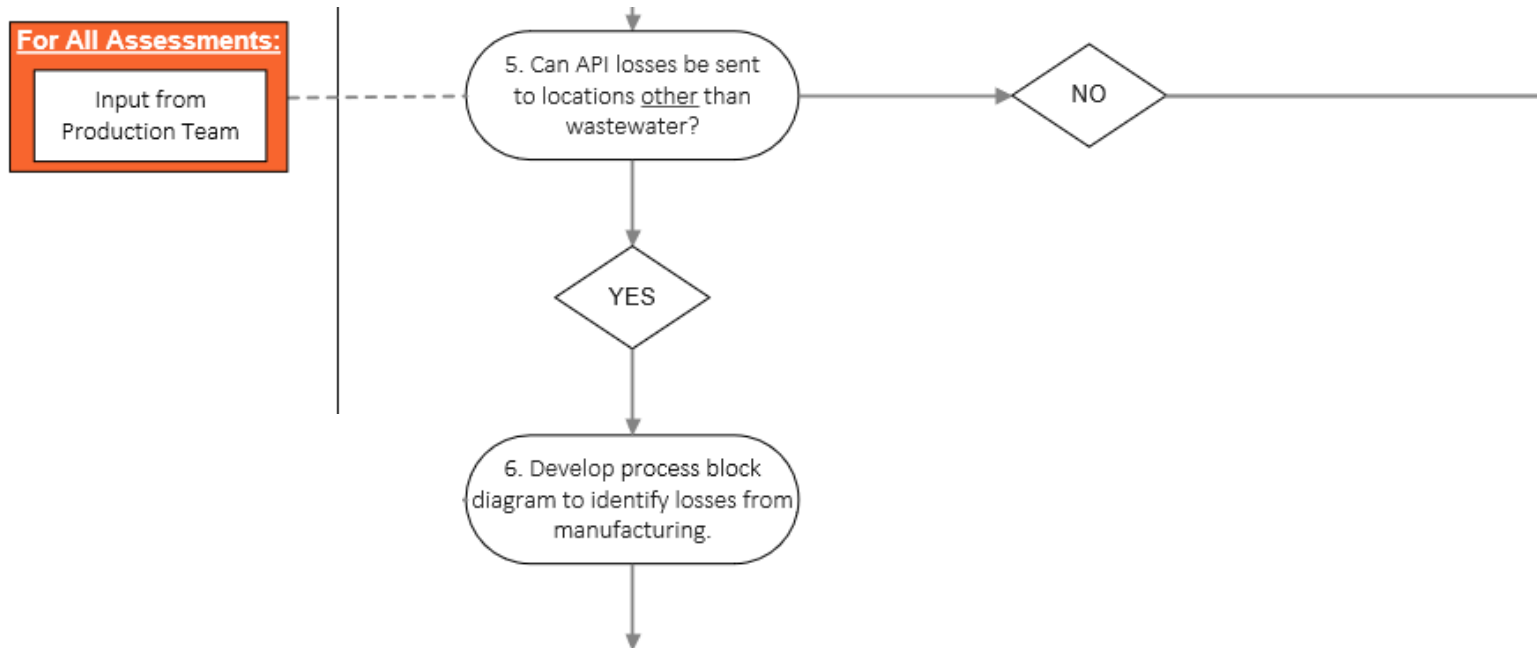 For All Assessments:
Input from
Production Team
5. Can API losses be sent
to locations other than
wastewater?
NO
YES
6. Develop process block
diagram to identify losses from
manufacturing.